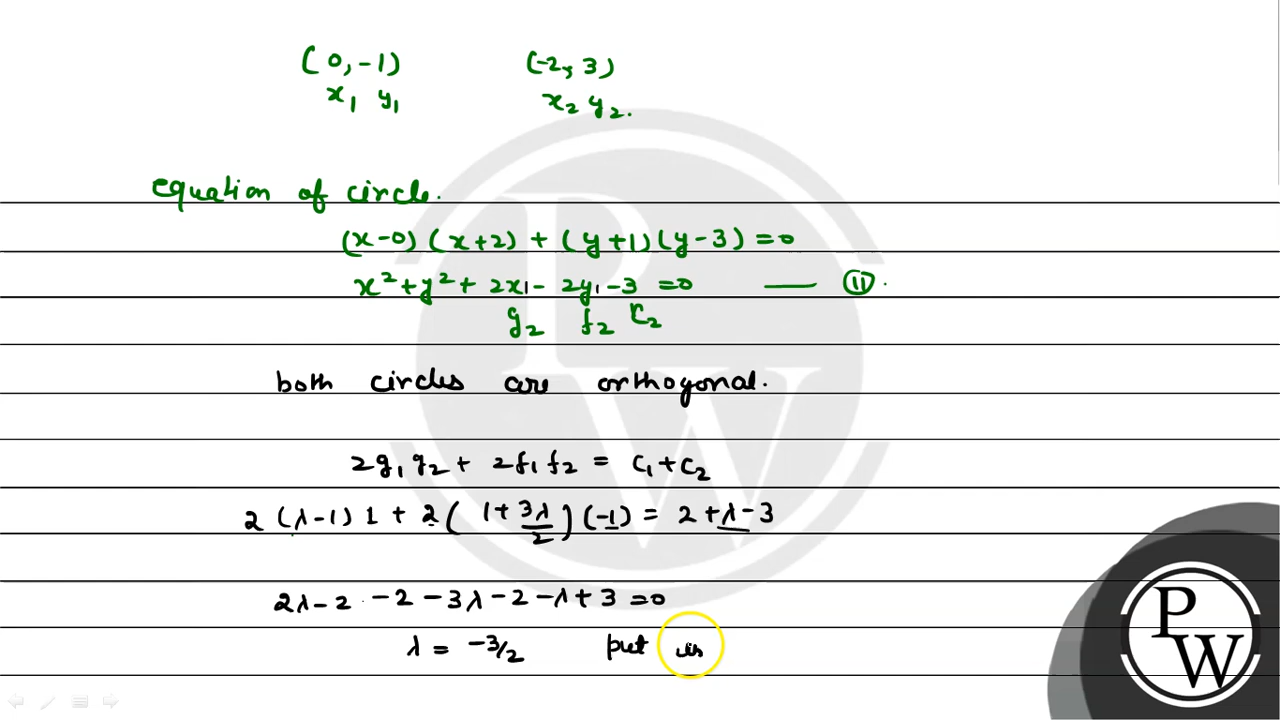 (0, -1) (-2, 3)
x₁ y₁ x₂ y₂.
equation of circle.
(x-0) (x+2) + (y+1) (y-3) = 0
x² + y² + 2x₁ - 2y₁ - 3 = 0 —— (11).
g₂ f₂ c₂
both circles are orthogonal.
2g₁g₂ + 2f₁f₂ = c₁ + c₂
2 (λ-1) 1 + 2 (1 + 3λ/2) (-1) = 2 + λ - 3
2λ - 2 - 2 - 3λ - 2 - λ + 3 = 0
λ = -3/2 put in
P
W